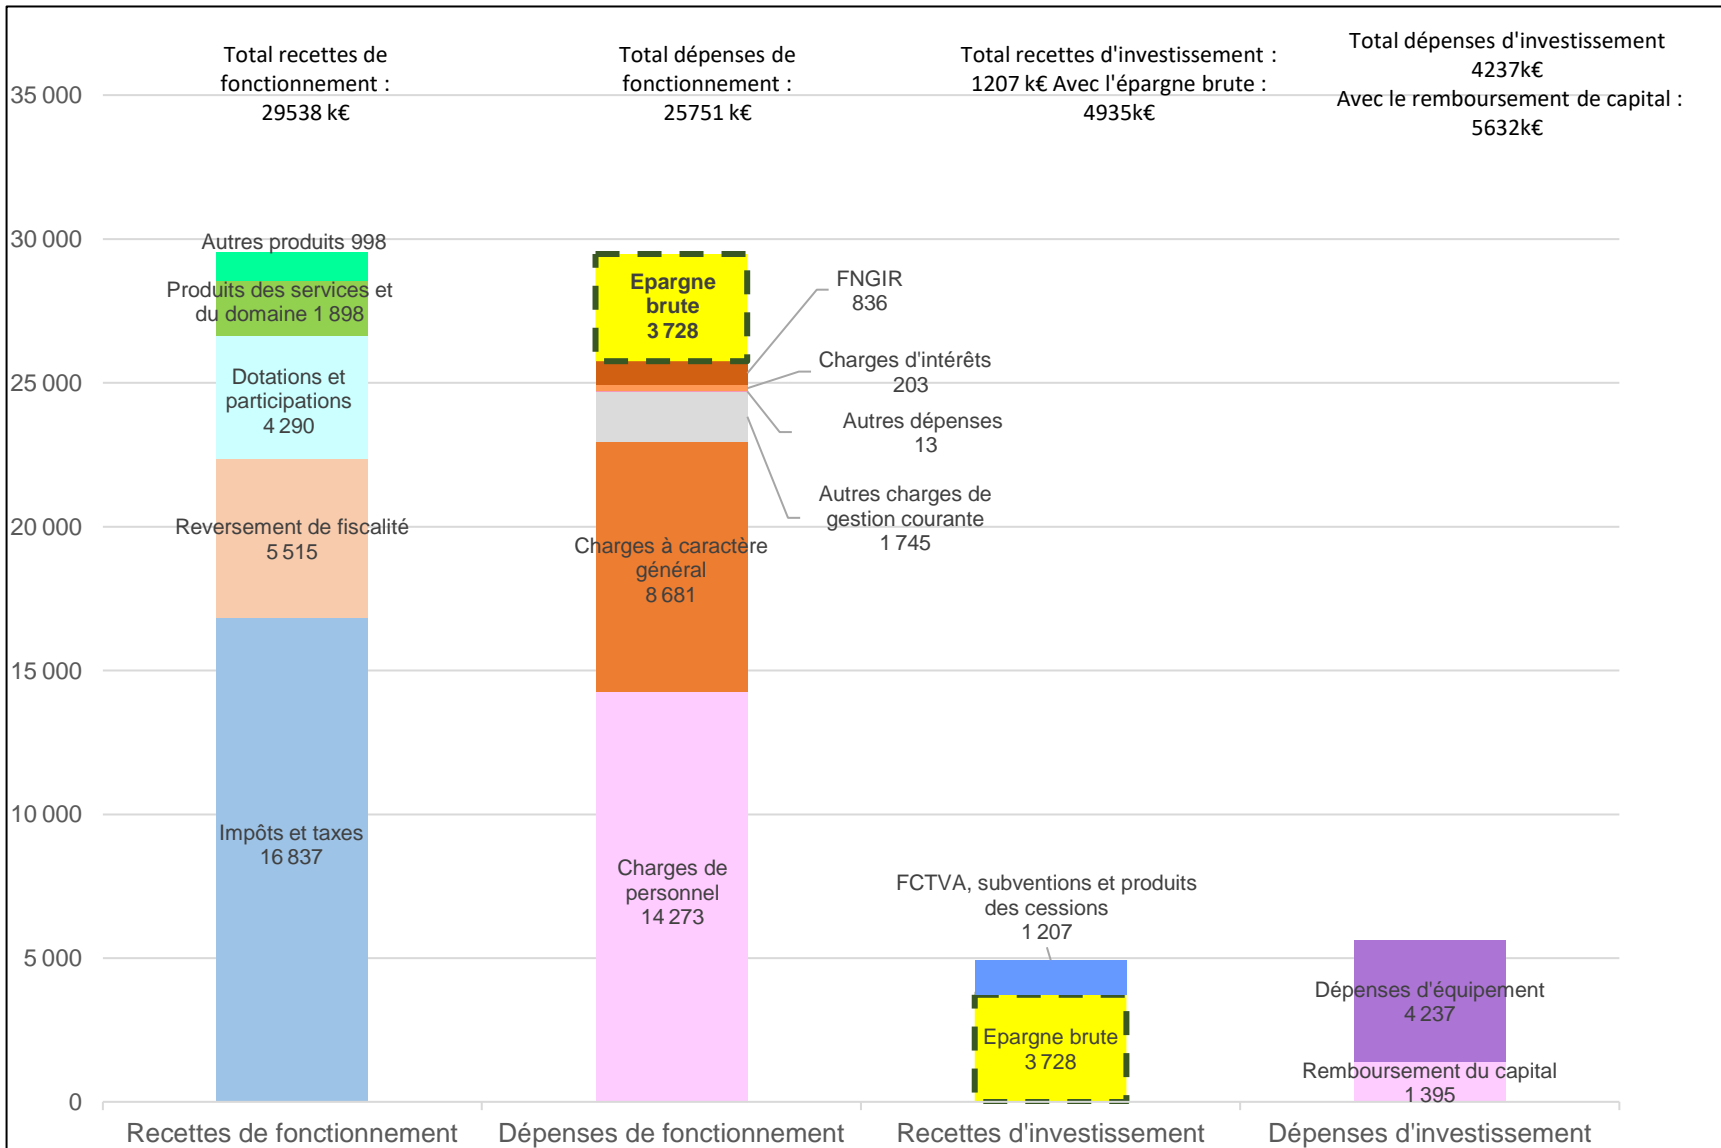 Total recettes de
fonctionnement :
29538 k€
Total dépenses de
fonctionnement :
25751 k€
Total recettes d'investissement :
1207 k€ Avec l'épargne brute :
4935k€
Total dépenses d'investissement
4237k€
Avec le remboursement de capital :
5632k€
35 000
30 000
25 000
20 000
15 000
10 000
5 000
0
Autres produits 998
Produits des services et
du domaine 1 898
Dotations et
participations
4 290
Reversement de fiscalité
5 515
Impôts et taxes
16 837
Epargne
brute
3 728
FNGIR
836
Charges d'intérêts
203
Autres dépenses
13
Autres charges de
gestion courante
1 745
Charges à caractère
général
8 681
Charges de
personnel
14 273
FCTVA, subventions et produits
des cessions
1 207
Epargne brute
3 728
Dépenses d'équipement
4 237
Remboursement du capital
1 395
Recettes de fonctionnement
Dépenses de fonctionnement
Recettes d'investissement
Dépenses d'investissement